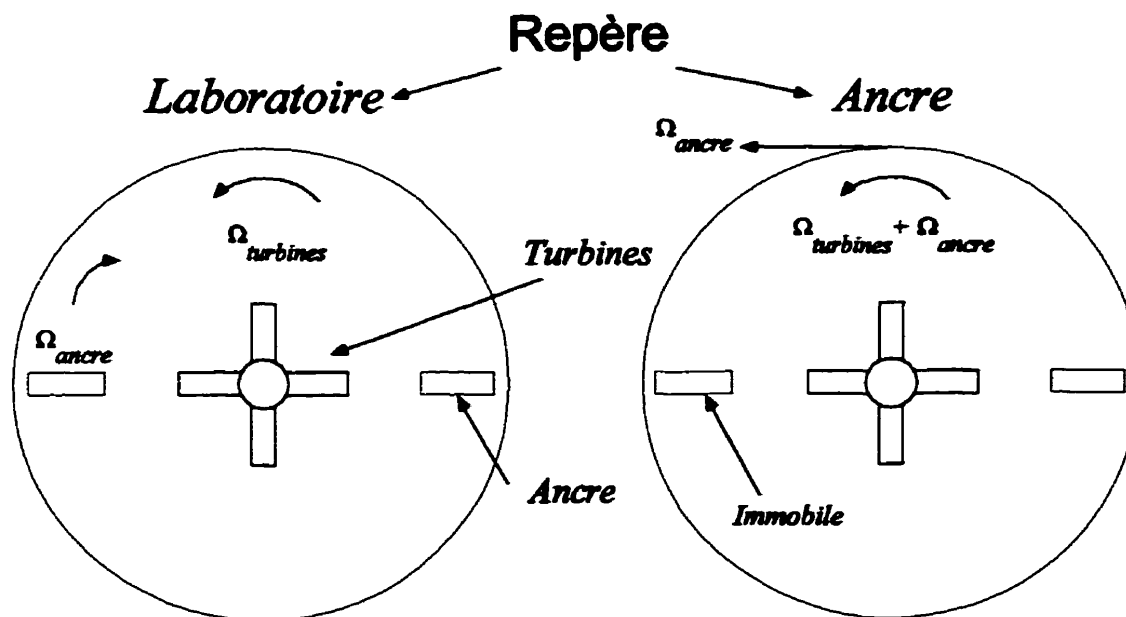 Repère
Laboratoire
Ancre
Ω_ancre
Ω_turbines
Ω_turbines + Ω_ancre
Turbines
Ω_ancre
Ancre
Immobile